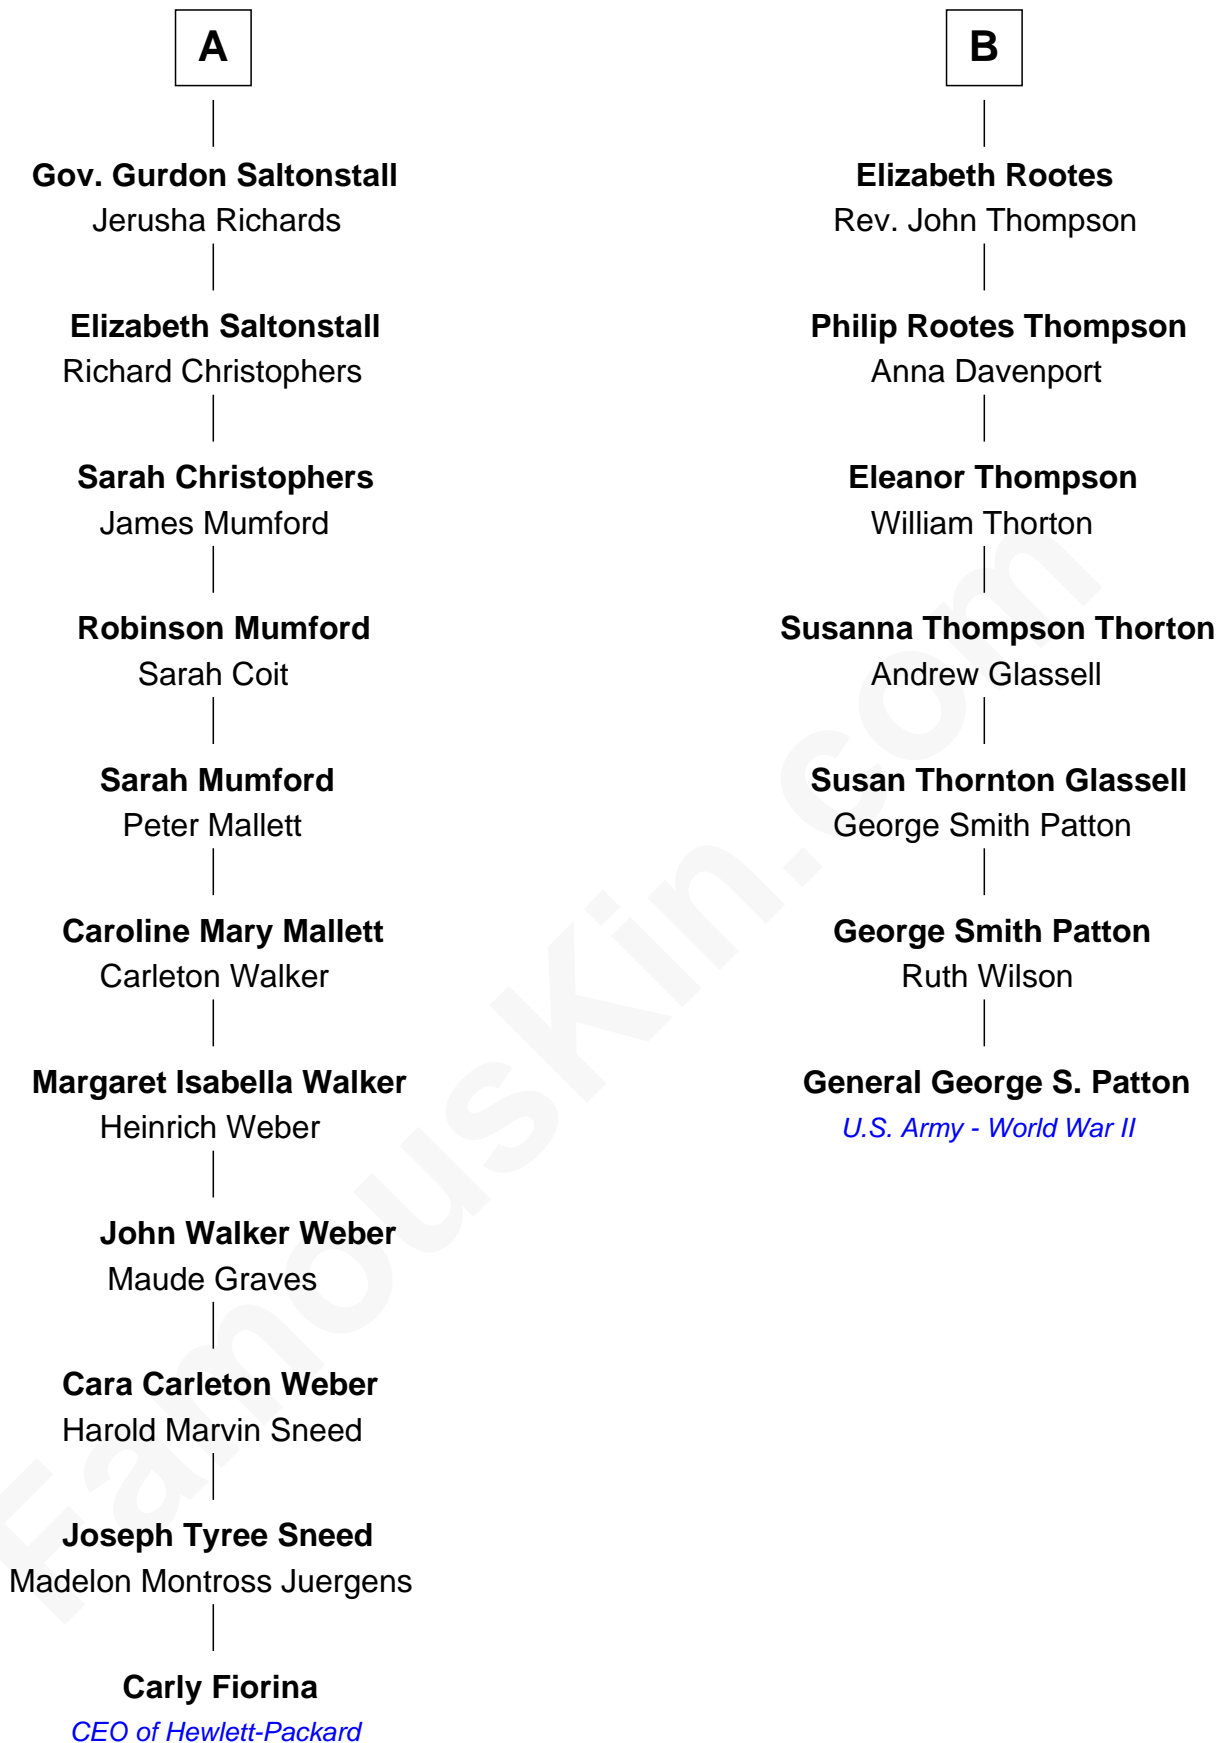 A
Gov. Gurdon Saltonstall
Jerusha Richards
Elizabeth Saltonstall
Richard Christophers
Sarah Christophers
James Mumford
Robinson Mumford
Sarah Coit
Sarah Mumford
Peter Mallett
Caroline Mary Mallett
Carleton Walker
Margaret Isabella Walker
Heinrich Weber
John Walker Weber
Maude Graves
Cara Carleton Weber
Harold Marvin Sneed
Joseph Tyree Sneed
Madelon Montross Juergens
Carly Fiorina
CEO of Hewlett-Packard
B
Elizabeth Rootes
Rev. John Thompson
Philip Rootes Thompson
Anna Davenport
Eleanor Thompson
William Thorton
Susanna Thompson Thorton
Andrew Glassell
Susan Thornton Glassell
George Smith Patton
George Smith Patton
Ruth Wilson
General George S. Patton
U.S. Army - World War II
FamousKin.com